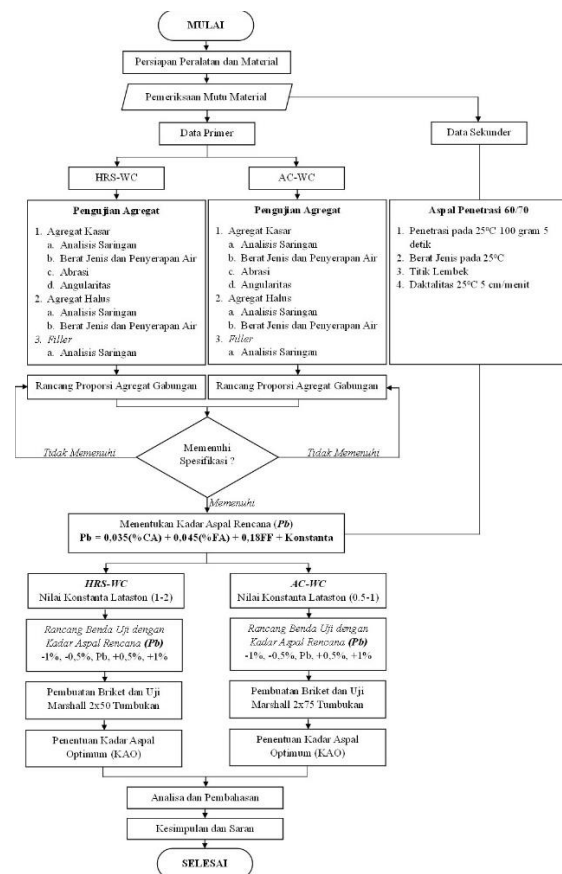 MULAI
Persiapan Peralatan dan Material
Pemeriksaan Mutu Material
Data Primer
Data Sekunder
HRS-WC
AC-WC
Pengujian Agregat
1. Agregat Kasar
a. Analisis Saringan
b. Berat Jenis dan Penyerapan Air
c. Abrasi
d. Angularitas
2. Agregat Halus
a. Analisis Saringan
b. Berat Jenis dan Penyerapan Air
3. Filler
a. Analisis Saringan
Pengujian Agregat
1. Agregat Kasar
a. Analisis Saringan
b. Berat Jenis dan Penyerapan Air
c. Abrasi
d. Angularitas
2. Agregat Halus
a. Analisis Saringan
b. Berat Jenis dan Penyerapan Air
3. Filler
a. Analisis Saringan
Aspal Penetrasi 60/70
1. Penetrasi pada 25°C 100 gram 5
detik
2. Berat Jenis pada 25°C
3. Titik Lembek
4. Daktalitas 25°C 5 cm/menit
Rancang Proporsi Agregat Gabungan
Rancang Proporsi Agregat Gabungan
Tidak Memenuhi
Memenuhi
Spesifikasi ?
Tidak Memenuhi
Memenuhi
Menentukan Kadar Aspal Rencana (Pb)
Pb = 0,035(%CA) + 0,045(%FA) + 0,18FF + Konstanta
HRS-WC
Nilai Konstanta Lataston (1-2)
AC-WC
Nilai Konstanta Lataston (0.5-1)
Rancang Benda Uji dengan
Kadar Aspal Rencana (Pb)
-1%, -0.5%, Pb, +0.5%, +1%
Rancang Benda Uji dengan
Kadar Aspal Rencana (Pb)
-1%, -0.5%, Pb, +0.5%, +1%
Pembuatan Briket dan Uji
Marshall 2x50 Tumbukan
Pembuatan Briket dan Uji
Marshall 2x75 Tumbukan
Penentuan Kadar Aspal
Optimum (KAO)
Penentuan Kadar Aspal
Optimum (KAO)
Analisa dan Pembahasan
Kesimpulan dan Saran
SELESAI